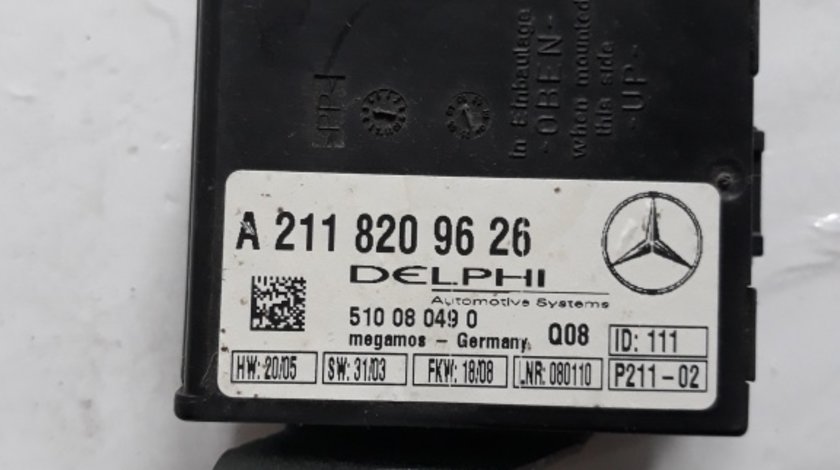 PP
in Einbaulage
-OBEN-
when mounted
this side
-UP-
A 211 820 96 26
DELPHI
Automotive Systems
510 08 049 0
Q08
ID: 111
megamos - Germany
HW: 20/05
SW: 31/03
FKW: 18/08
LNR: 080110
P211-02